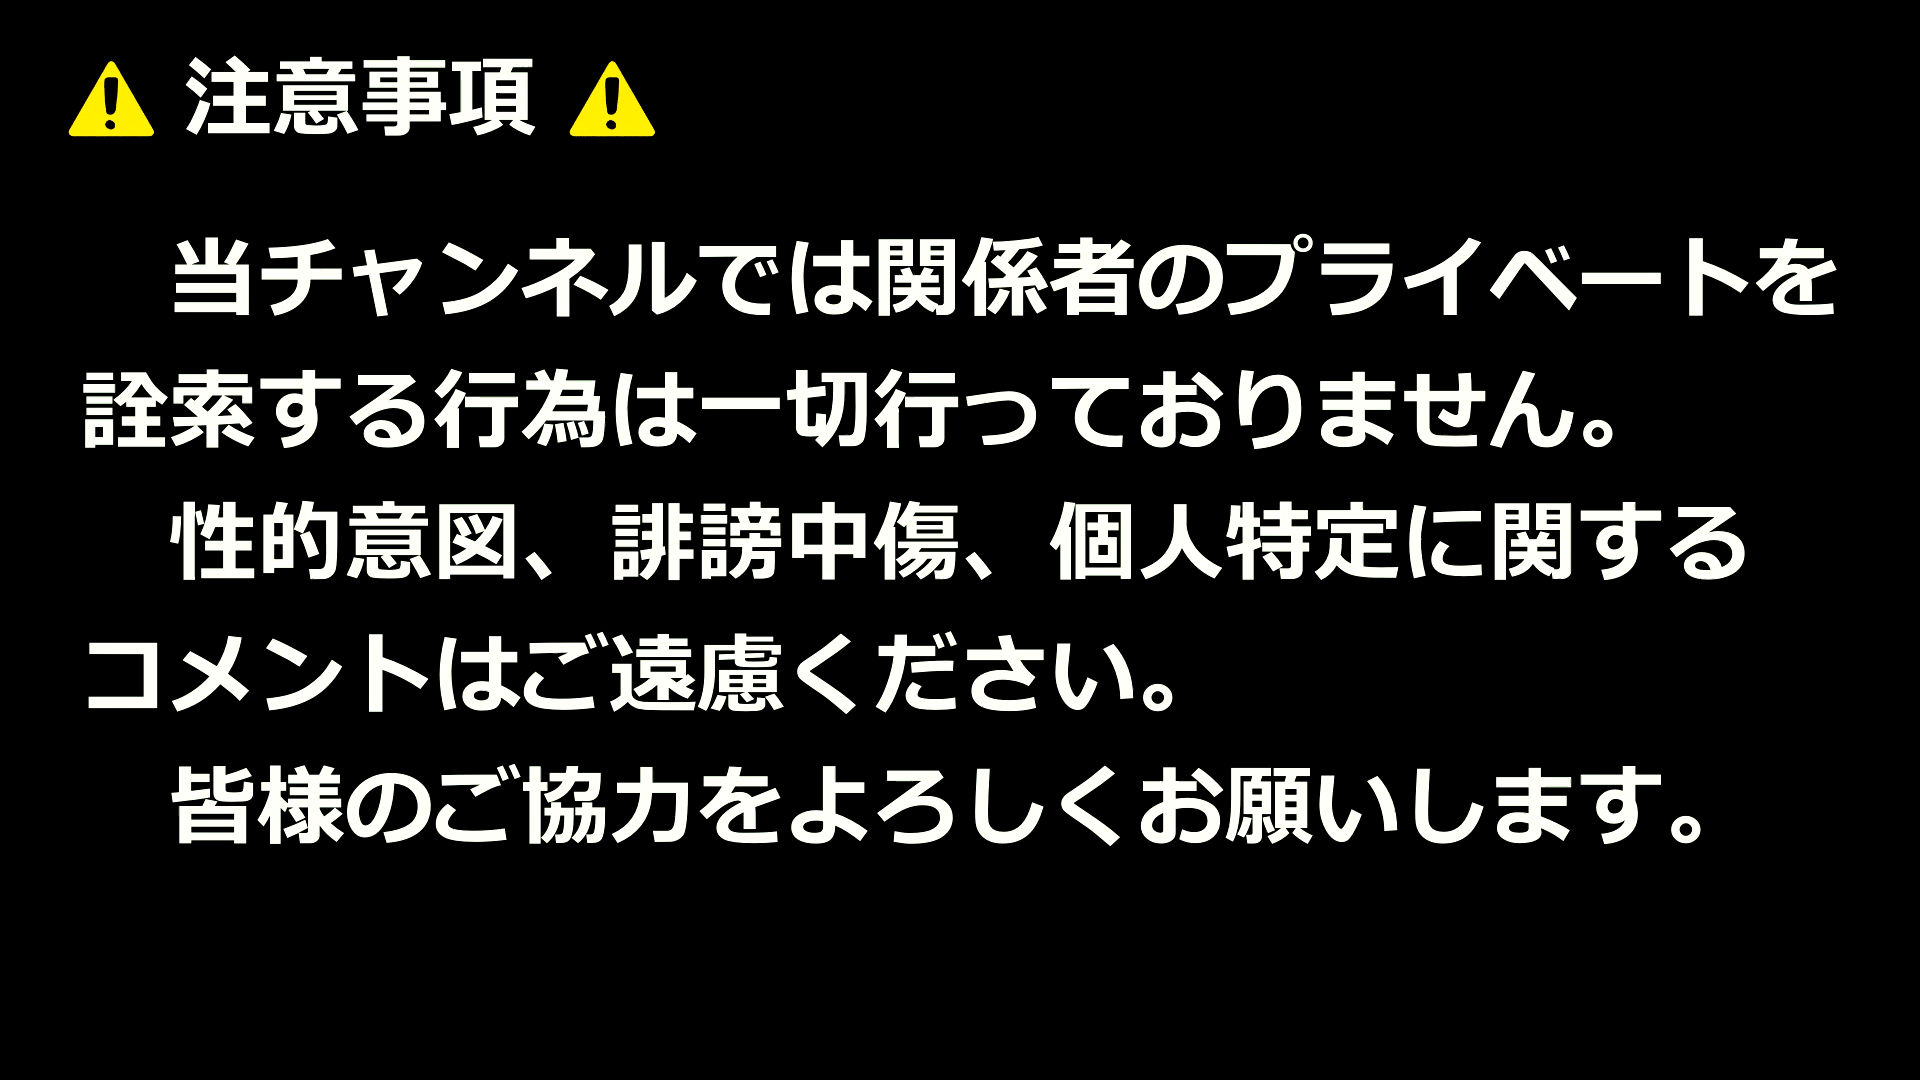 ⚠ 注意事項 ⚠
当チャンネルでは関係者のプライベートを
詮索する行為は一切行っておりません。
性的意図、誹謗中傷、個人特定に関する
コメントはご遠慮ください。
皆様のご協力をよろしくお願いします。